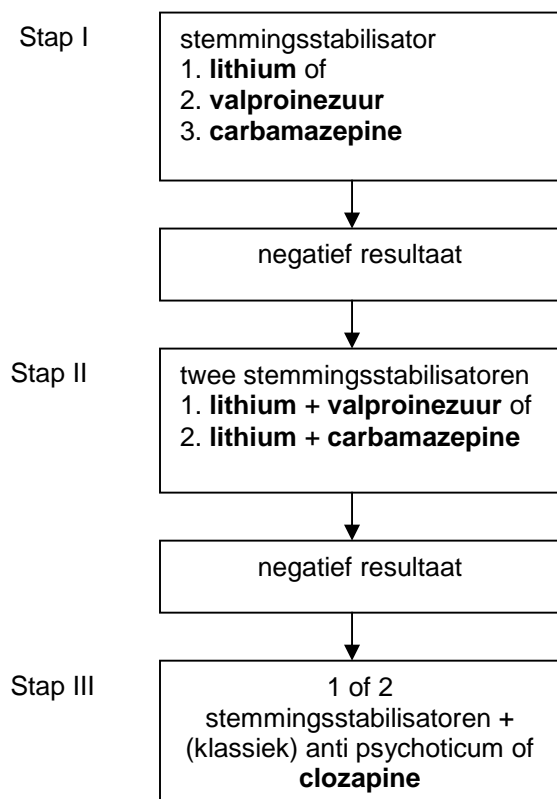 Stap I
stemmingsstabilisator
1. lithium of
2. valproinezuur
3. carbamazepine
negatief resultaat
Stap II
twee stemmingsstabilisatoren
1. lithium + valproinezuur of
2. lithium + carbamazepine
negatief resultaat
Stap III
1 of 2
stemmingsstabilisatoren +
(klassiek) anti psychoticum of
clozapine